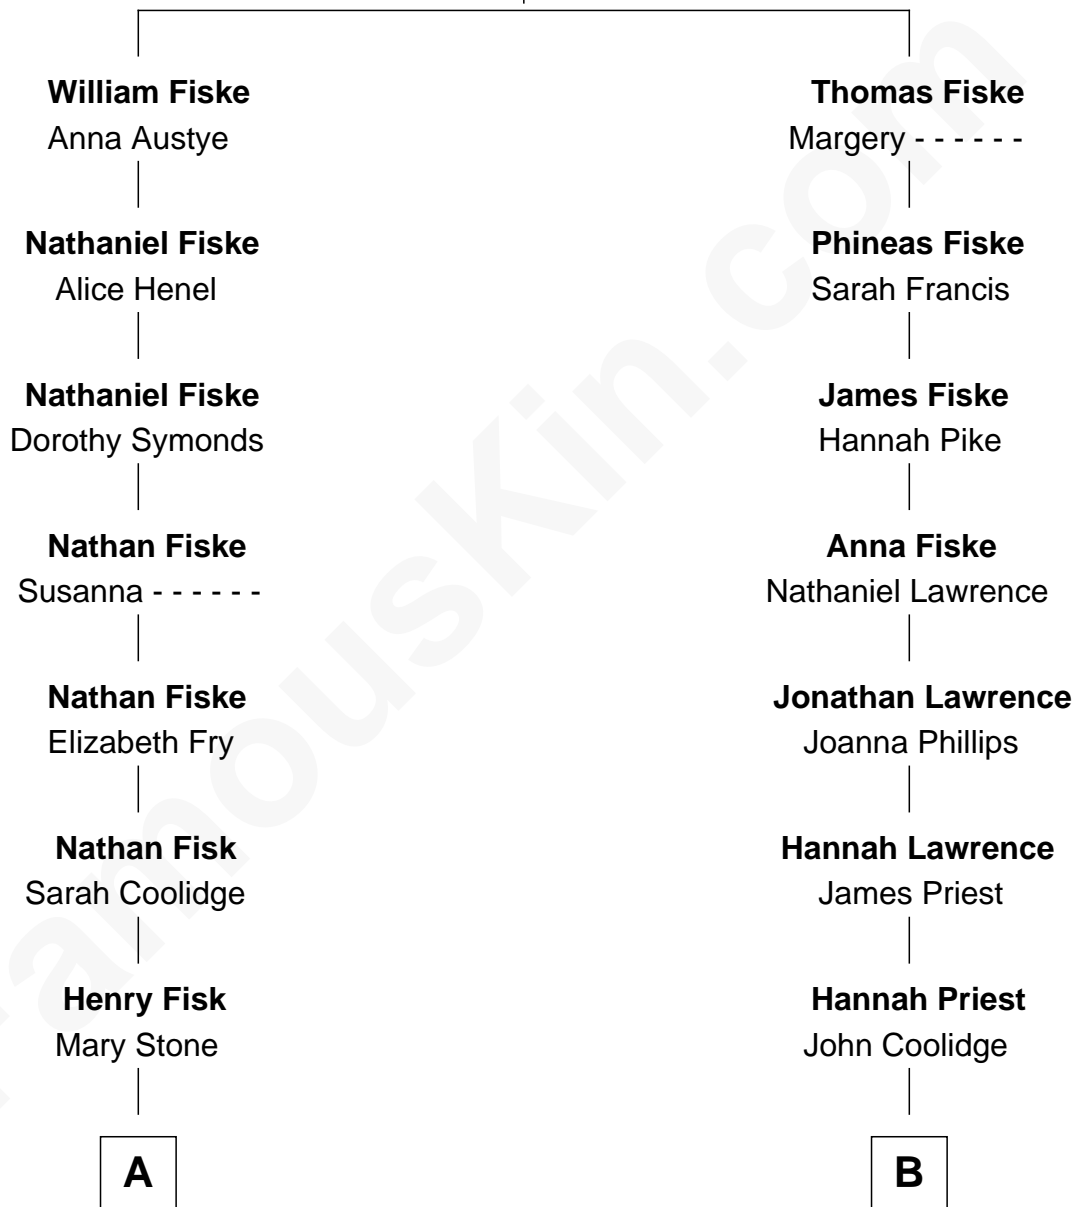 William Fiske
Anna Austye
Nathaniel Fiske
Alice Henel
Nathaniel Fiske
Dorothy Symonds
Nathan Fiske
Susanna - - - - - -
Nathan Fiske
Elizabeth Fry
Nathan Fisk
Sarah Coolidge
Henry Fisk
Mary Stone
A
Thomas Fiske
Margery - - - - - -
Phineas Fiske
Sarah Francis
James Fiske
Hannah Pike
Anna Fiske
Nathaniel Lawrence
Jonathan Lawrence
Joanna Phillips
Hannah Lawrence
James Priest
Hannah Priest
John Coolidge
B
FamousKin.com